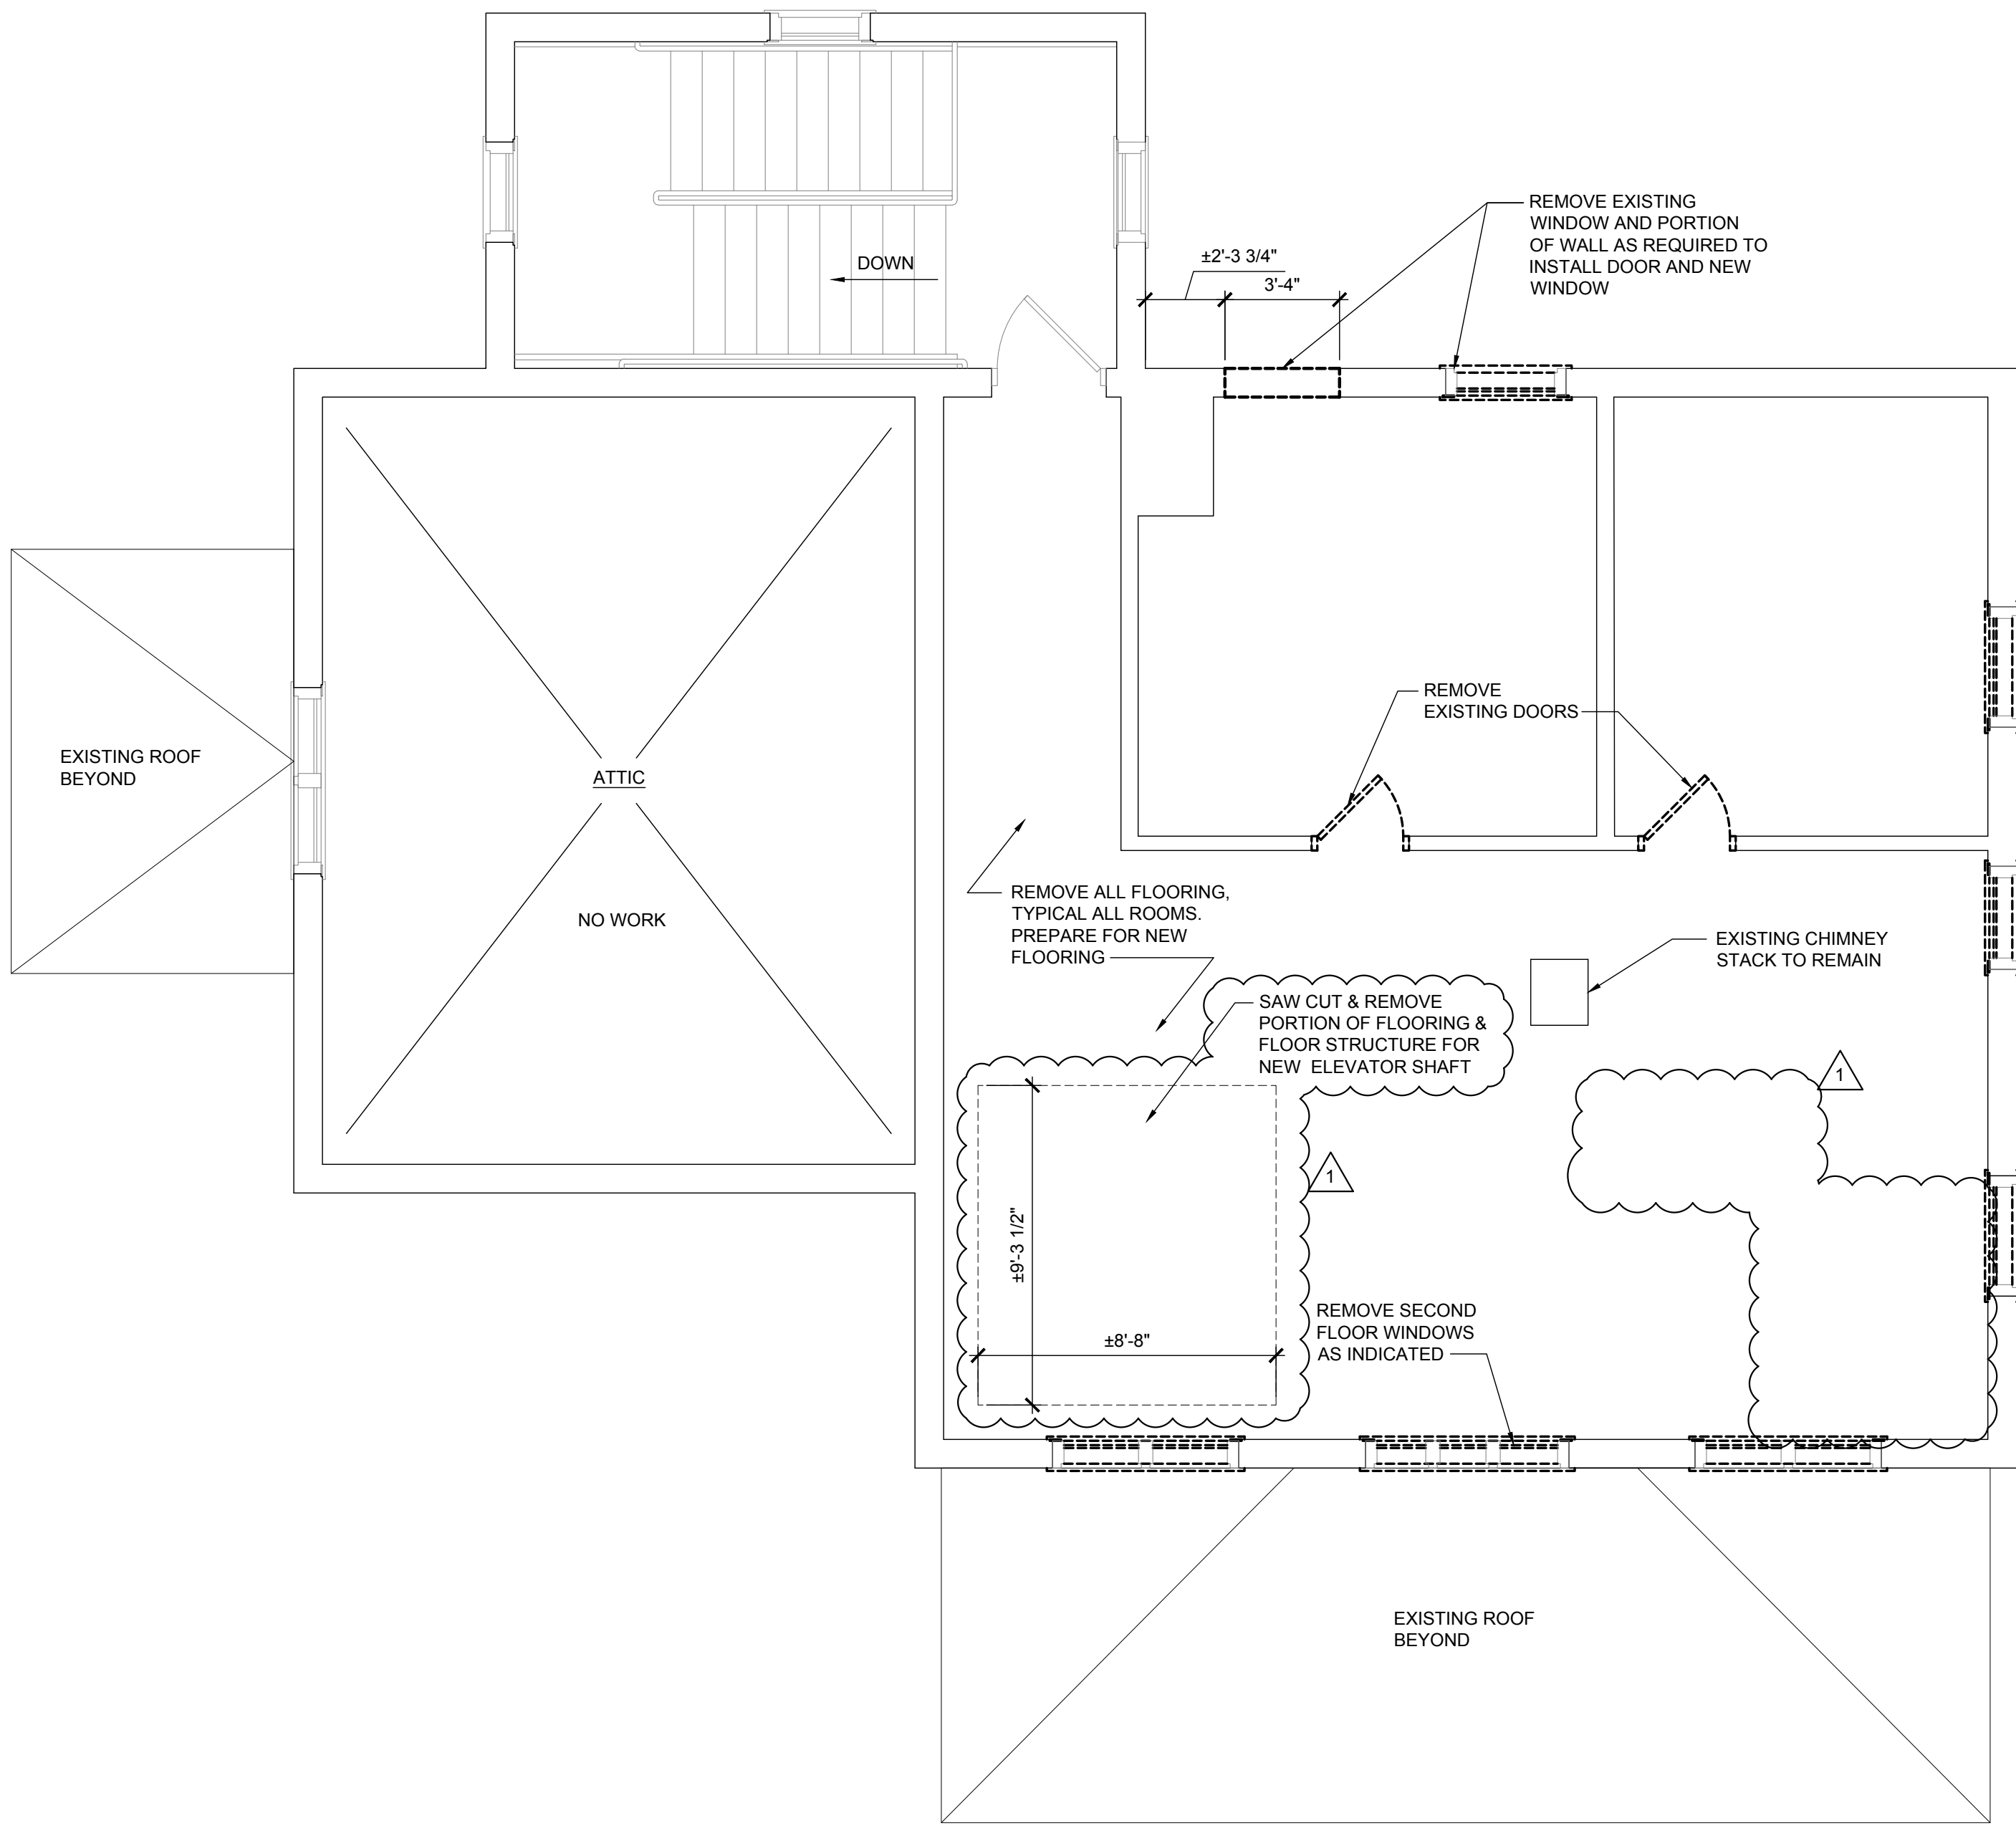 REMOVE EXISTING
WINDOW AND PORTION
OF WALL AS REQUIRED TO
INSTALL DOOR AND NEW
WINDOW
±2'-3 3/4"
3'-4"
DOWN
REMOVE
EXISTING DOORS
EXISTING ROOF
BEYOND
ATTIC
NO WORK
REMOVE ALL FLOORING,
TYPICAL ALL ROOMS.
PREPARE FOR NEW
FLOORING
EXISTING CHIMNEY
STACK TO REMAIN
SAW CUT & REMOVE
PORTION OF FLOORING &
FLOOR STRUCTURE FOR
NEW ELEVATOR SHAFT
1
1
±9'-3 1/2"
±8'-8"
REMOVE SECOND
FLOOR WINDOWS
AS INDICATED
EXISTING ROOF
BEYOND